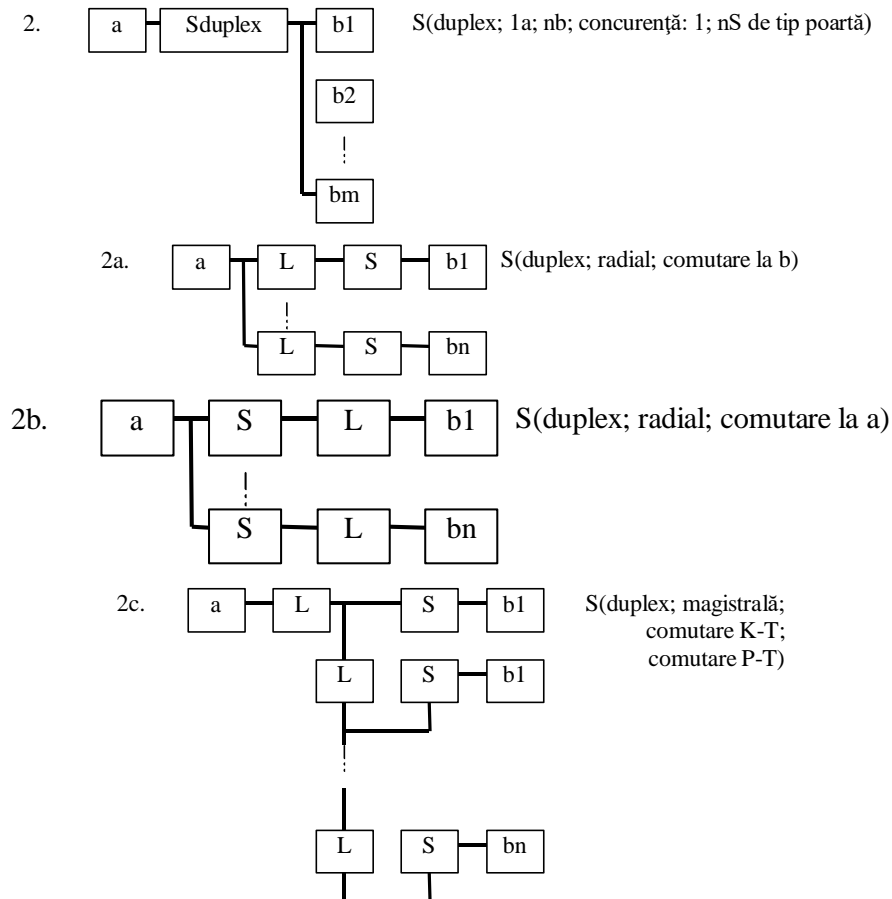 2. a Sduplex b1 S(duplex; 1a; nb; concurenţă: 1; nS de tip poartă)
b2
bm
2a. a L S b1 S(duplex; radial; comutare la b)
L S bn
2b. a S L b1 S(duplex; radial; comutare la a)
S L bn
2c. a L S b1 S(duplex; magistrală;
comutare K-T;
comutare P-T)
L S b1
L S bn